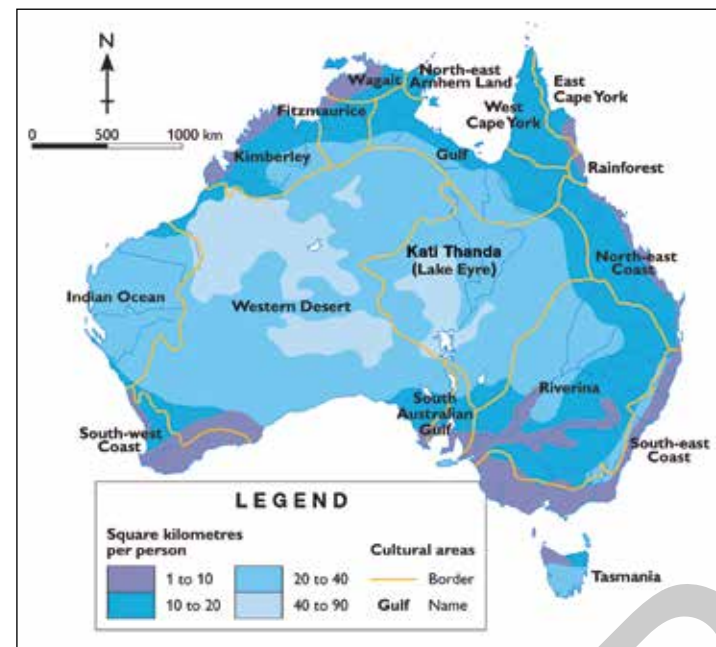 N
0 500 1000 km
Wagait
North-east
Arnhem Land
East
Cape York
Fitzmaurice
West
Cape York
Kimberley
Gulf
Rainforest
Kati Thanda
(Lake Eyre)
North-east
Coast
Indian Ocean
Western Desert
South
Australian
Gulf
Riverina
South-west
Coast
South-east
Coast
LEGEND
Square kilometres
per person
Cultural areas
1 to 10
20 to 40
Border
10 to 20
40 to 90
Gulf Name
Tasmania